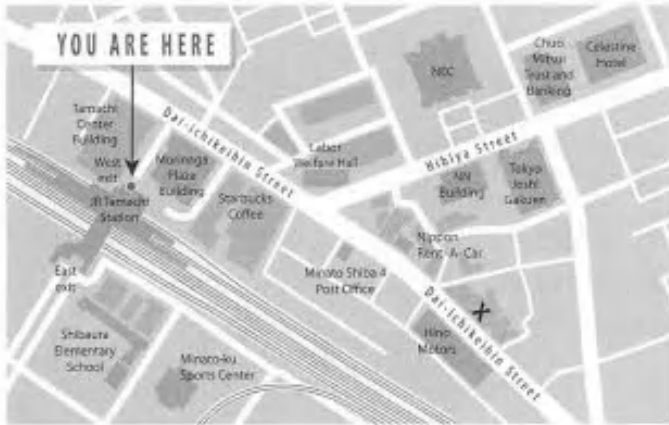 YOU ARE HERE
Tamachi
Center
Building
West
exit
JR Tamachi
Station
East
exit
Morinaga
Plaza
Building
Starbucks
Coffee
Dai-Ichikeihin Street
Labor
Welfare Hall
NEC
Chuo
Mitsui
Trust and
Banking
Celestine
Hotel
Hibiya Street
NN
Building
Tokyo
Joshi
Gakuen
Nippon
Rent-A-Car
Minato Shiba 4
Post Office
Dai-Ichikeihin Street
X
Hino
Motors
Shibaura
Elementary
School
Minato-ku
Sports Center